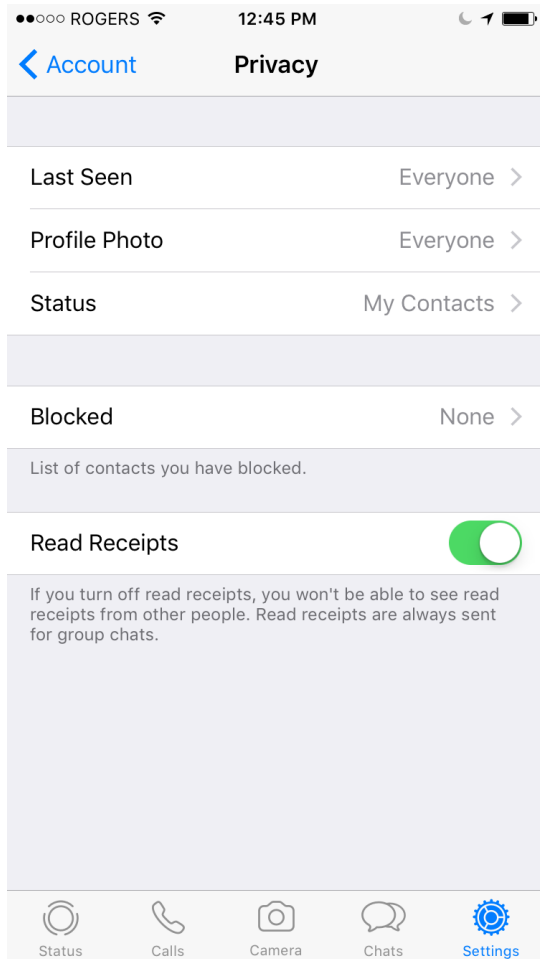 ROGERS 12:45 PM
Account Privacy
Last Seen Everyone
Profile Photo Everyone
Status My Contacts
Blocked None
List of contacts you have blocked.
Read Receipts
If you turn off read receipts, you won't be able to see read
receipts from other people. Read receipts are always sent
for group chats.
Status Calls Camera Chats Settings